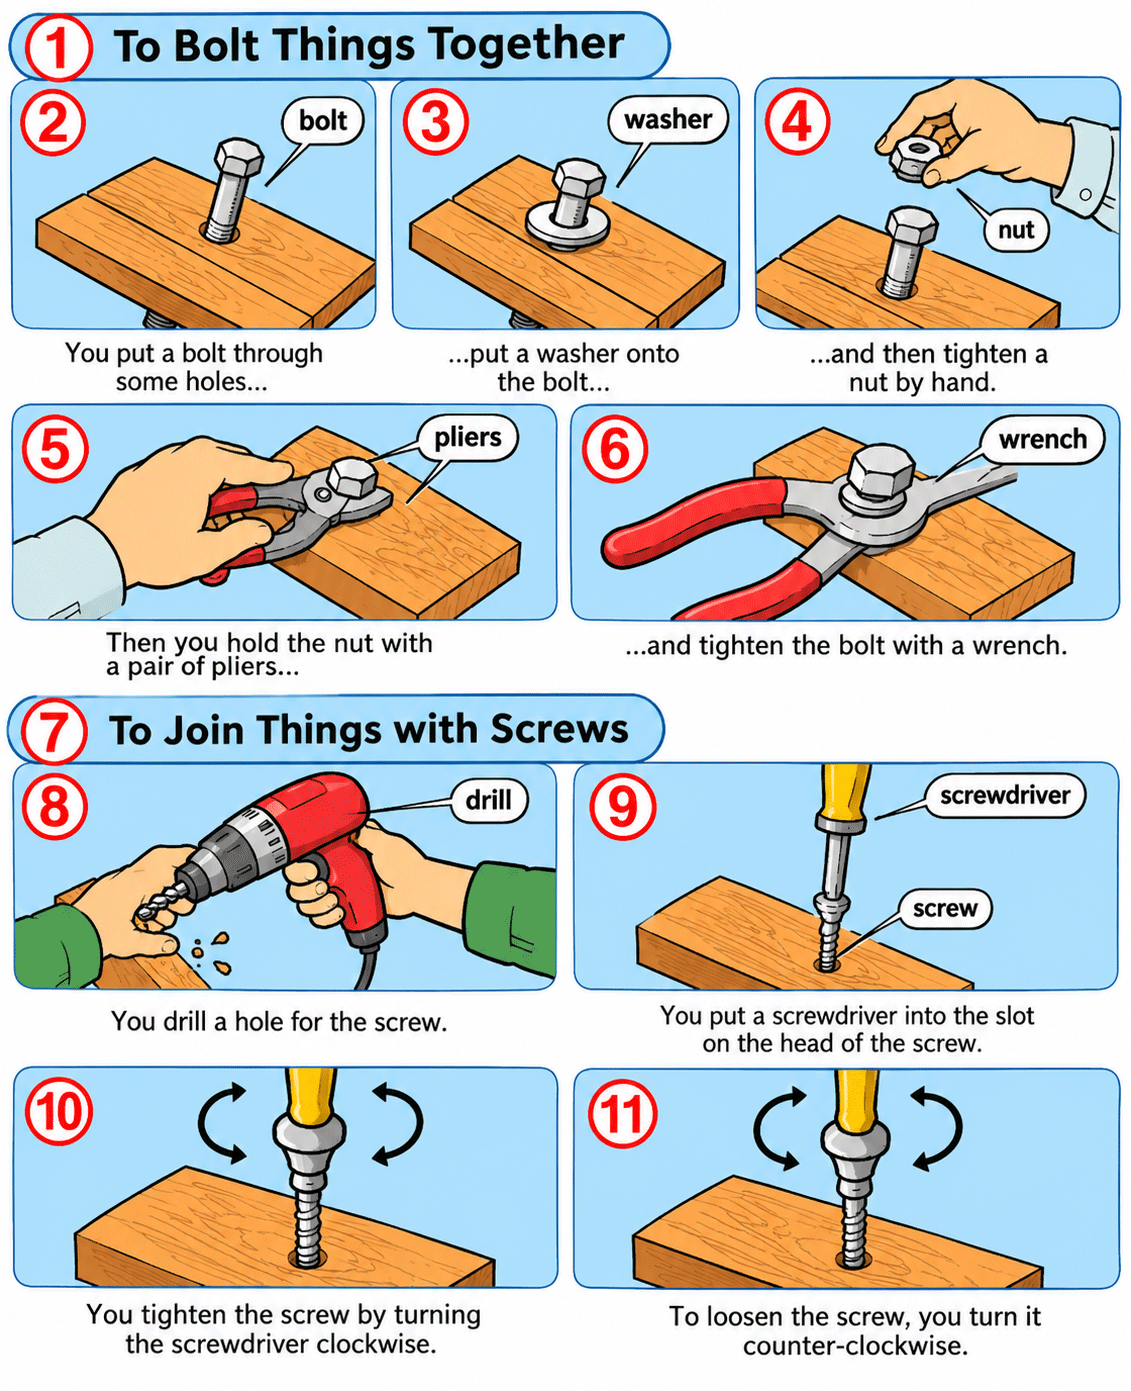 1 To Bolt Things Together
2
bolt
3
washer
4
nut
You put a bolt through
some holes...
...put a washer onto
the bolt...
...and then tighten a
nut by hand.
5
pliers
6
wrench
Then you hold the nut with
a pair of pliers...
...and tighten the bolt with a wrench.
7 To Join Things with Screws
8
drill
9
screwdriver
screw
You drill a hole for the screw.
You put a screwdriver into the slot
on the head of the screw.
10
11
You tighten the screw by turning
the screwdriver clockwise.
To loosen the screw, you turn it
counter-clockwise.